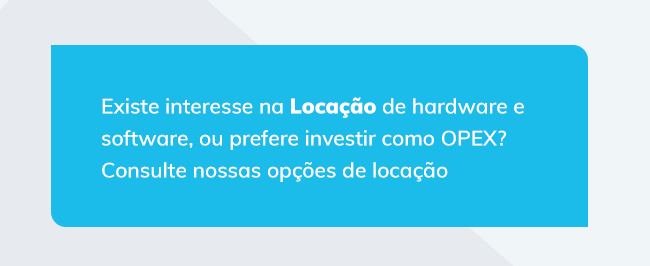 Existe interesse na Locação de hardware e
software, ou prefere investir como OPEX?
Consulte nossas opções de locação